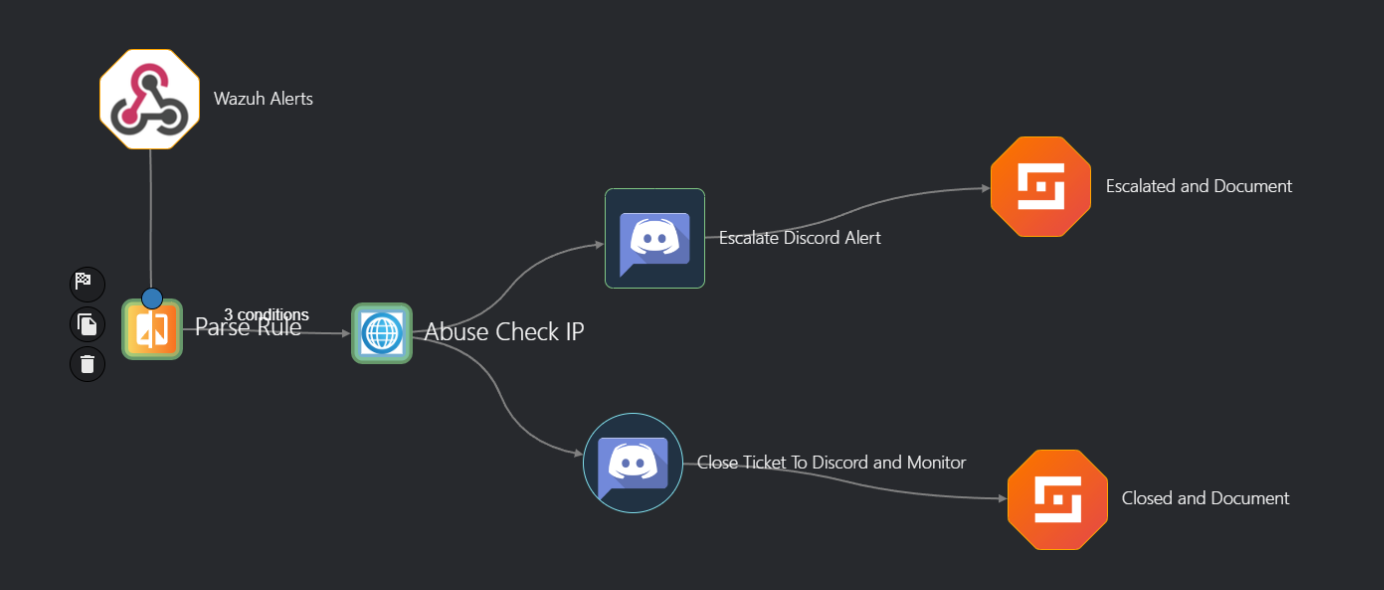 Wazuh Alerts
Escalated and Document
Escalate Discord Alert
3 conditions
Parse Rule
Abuse Check IP
Close Ticket To Discord and Monitor
Closed and Document